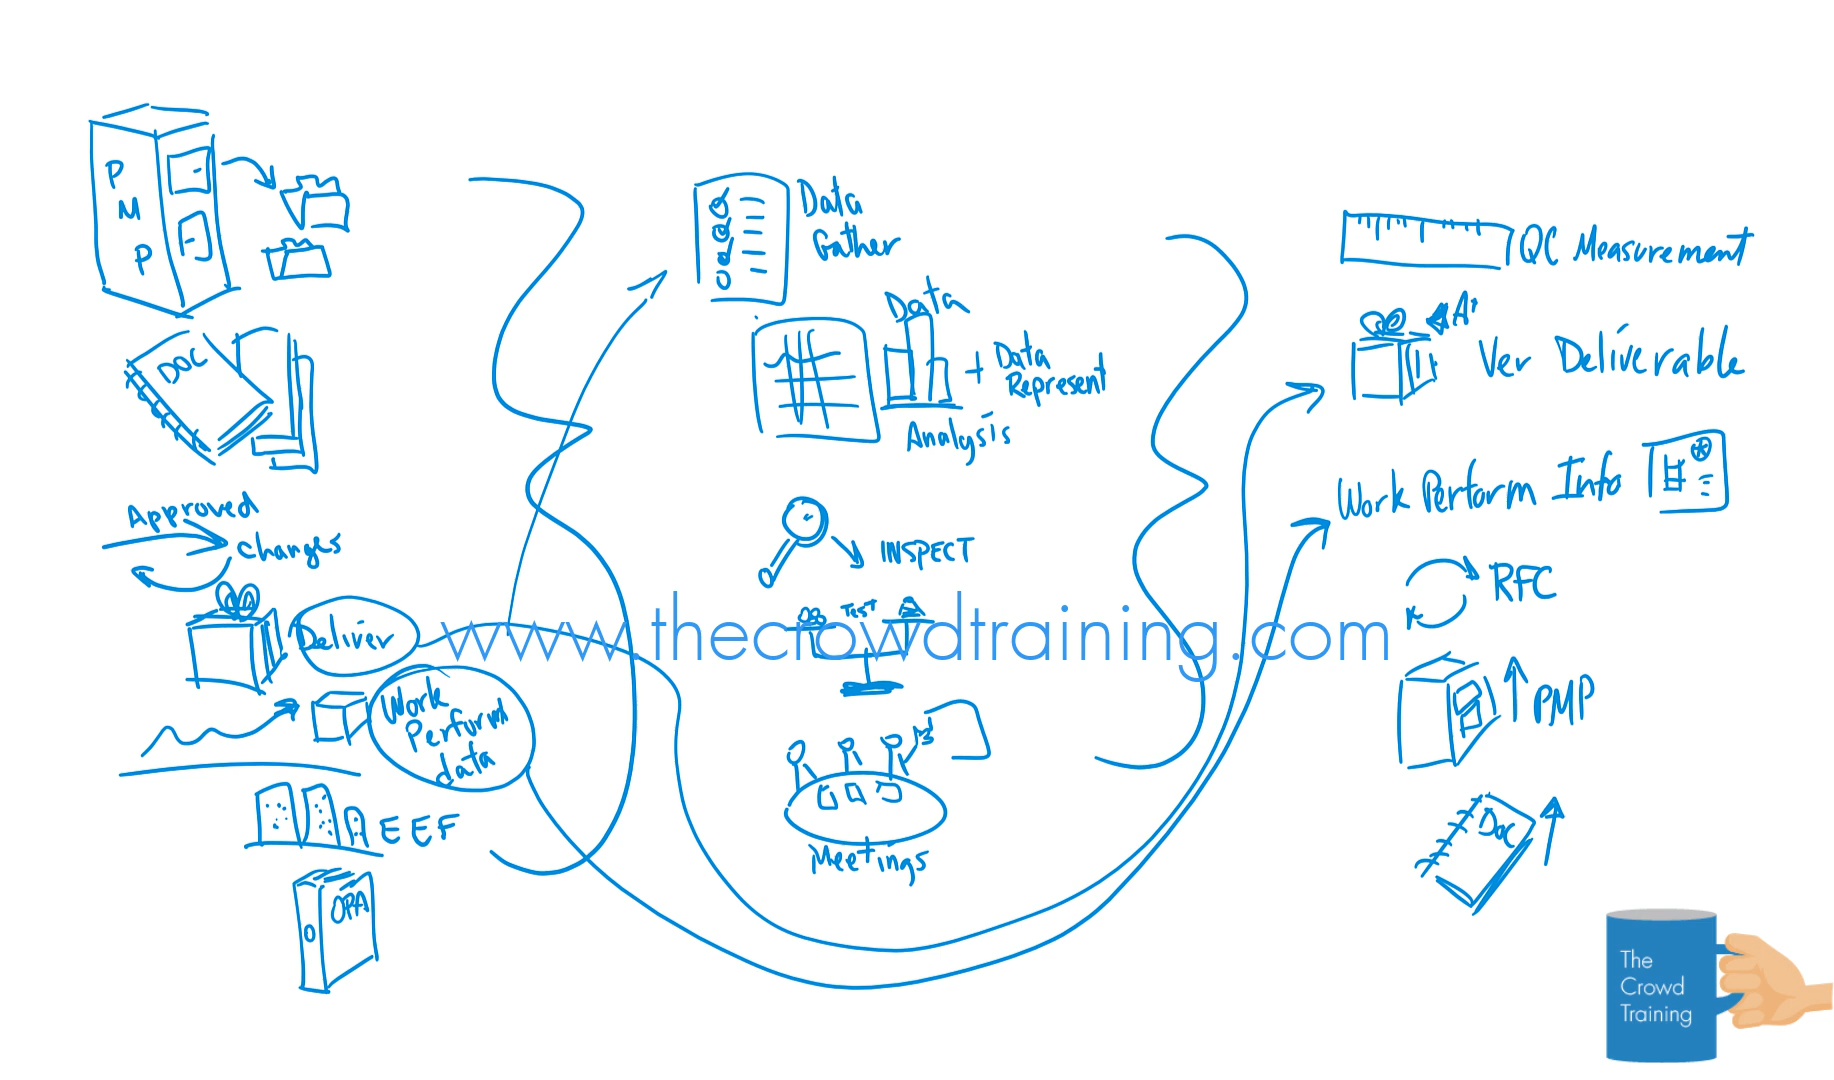 P
M
P
DOC
Approved
changes
Deliver
Work
Perform
data
EEF
OPA
Data
Gather
Data
+ Data
Represent
Analysis
INSPECT
Test
Meetings
QC Measurement
A+
Ver Deliverable
Work Perform Info
RFC
PMP
Doc
www.thecrowdtraining.com
The
Crowd
Training